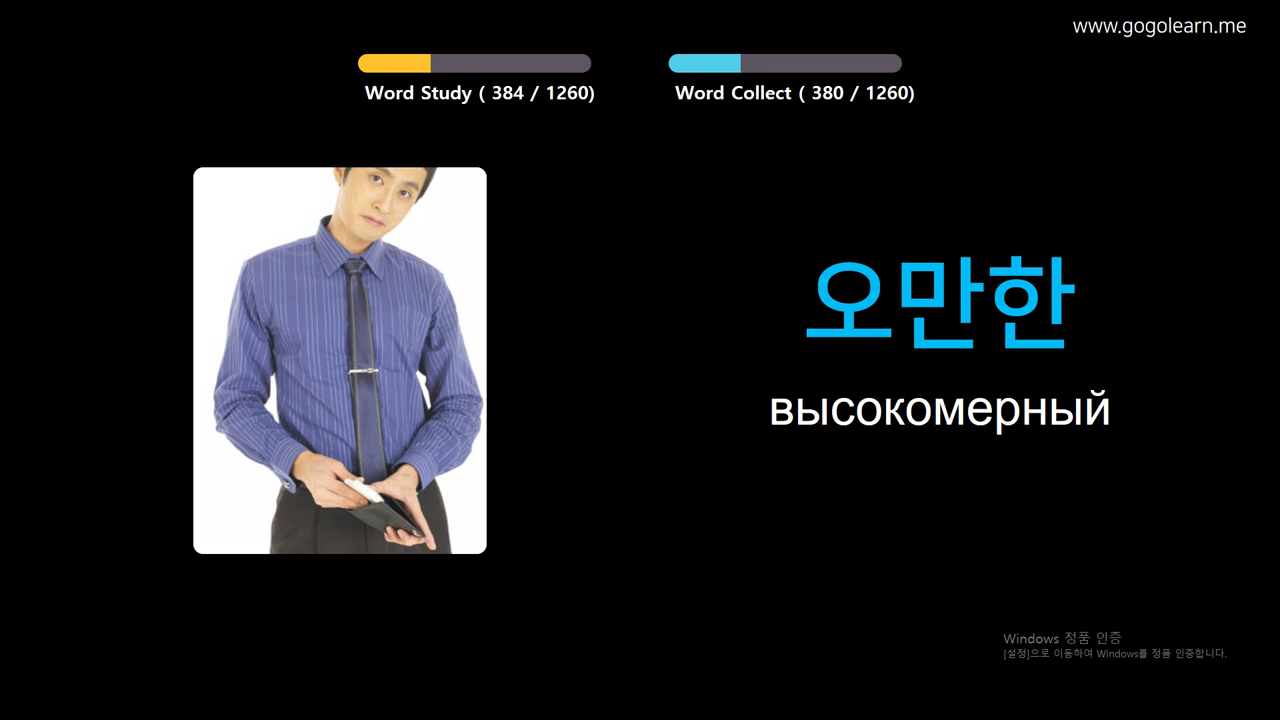 www.gogolearn.me
Word Study ( 384 / 1260)
Word Collect ( 380 / 1260)
오만한
высокомерный
Windows 정품 인증
[설정]으로 이동하여 Windows를 정품 인증합니다.